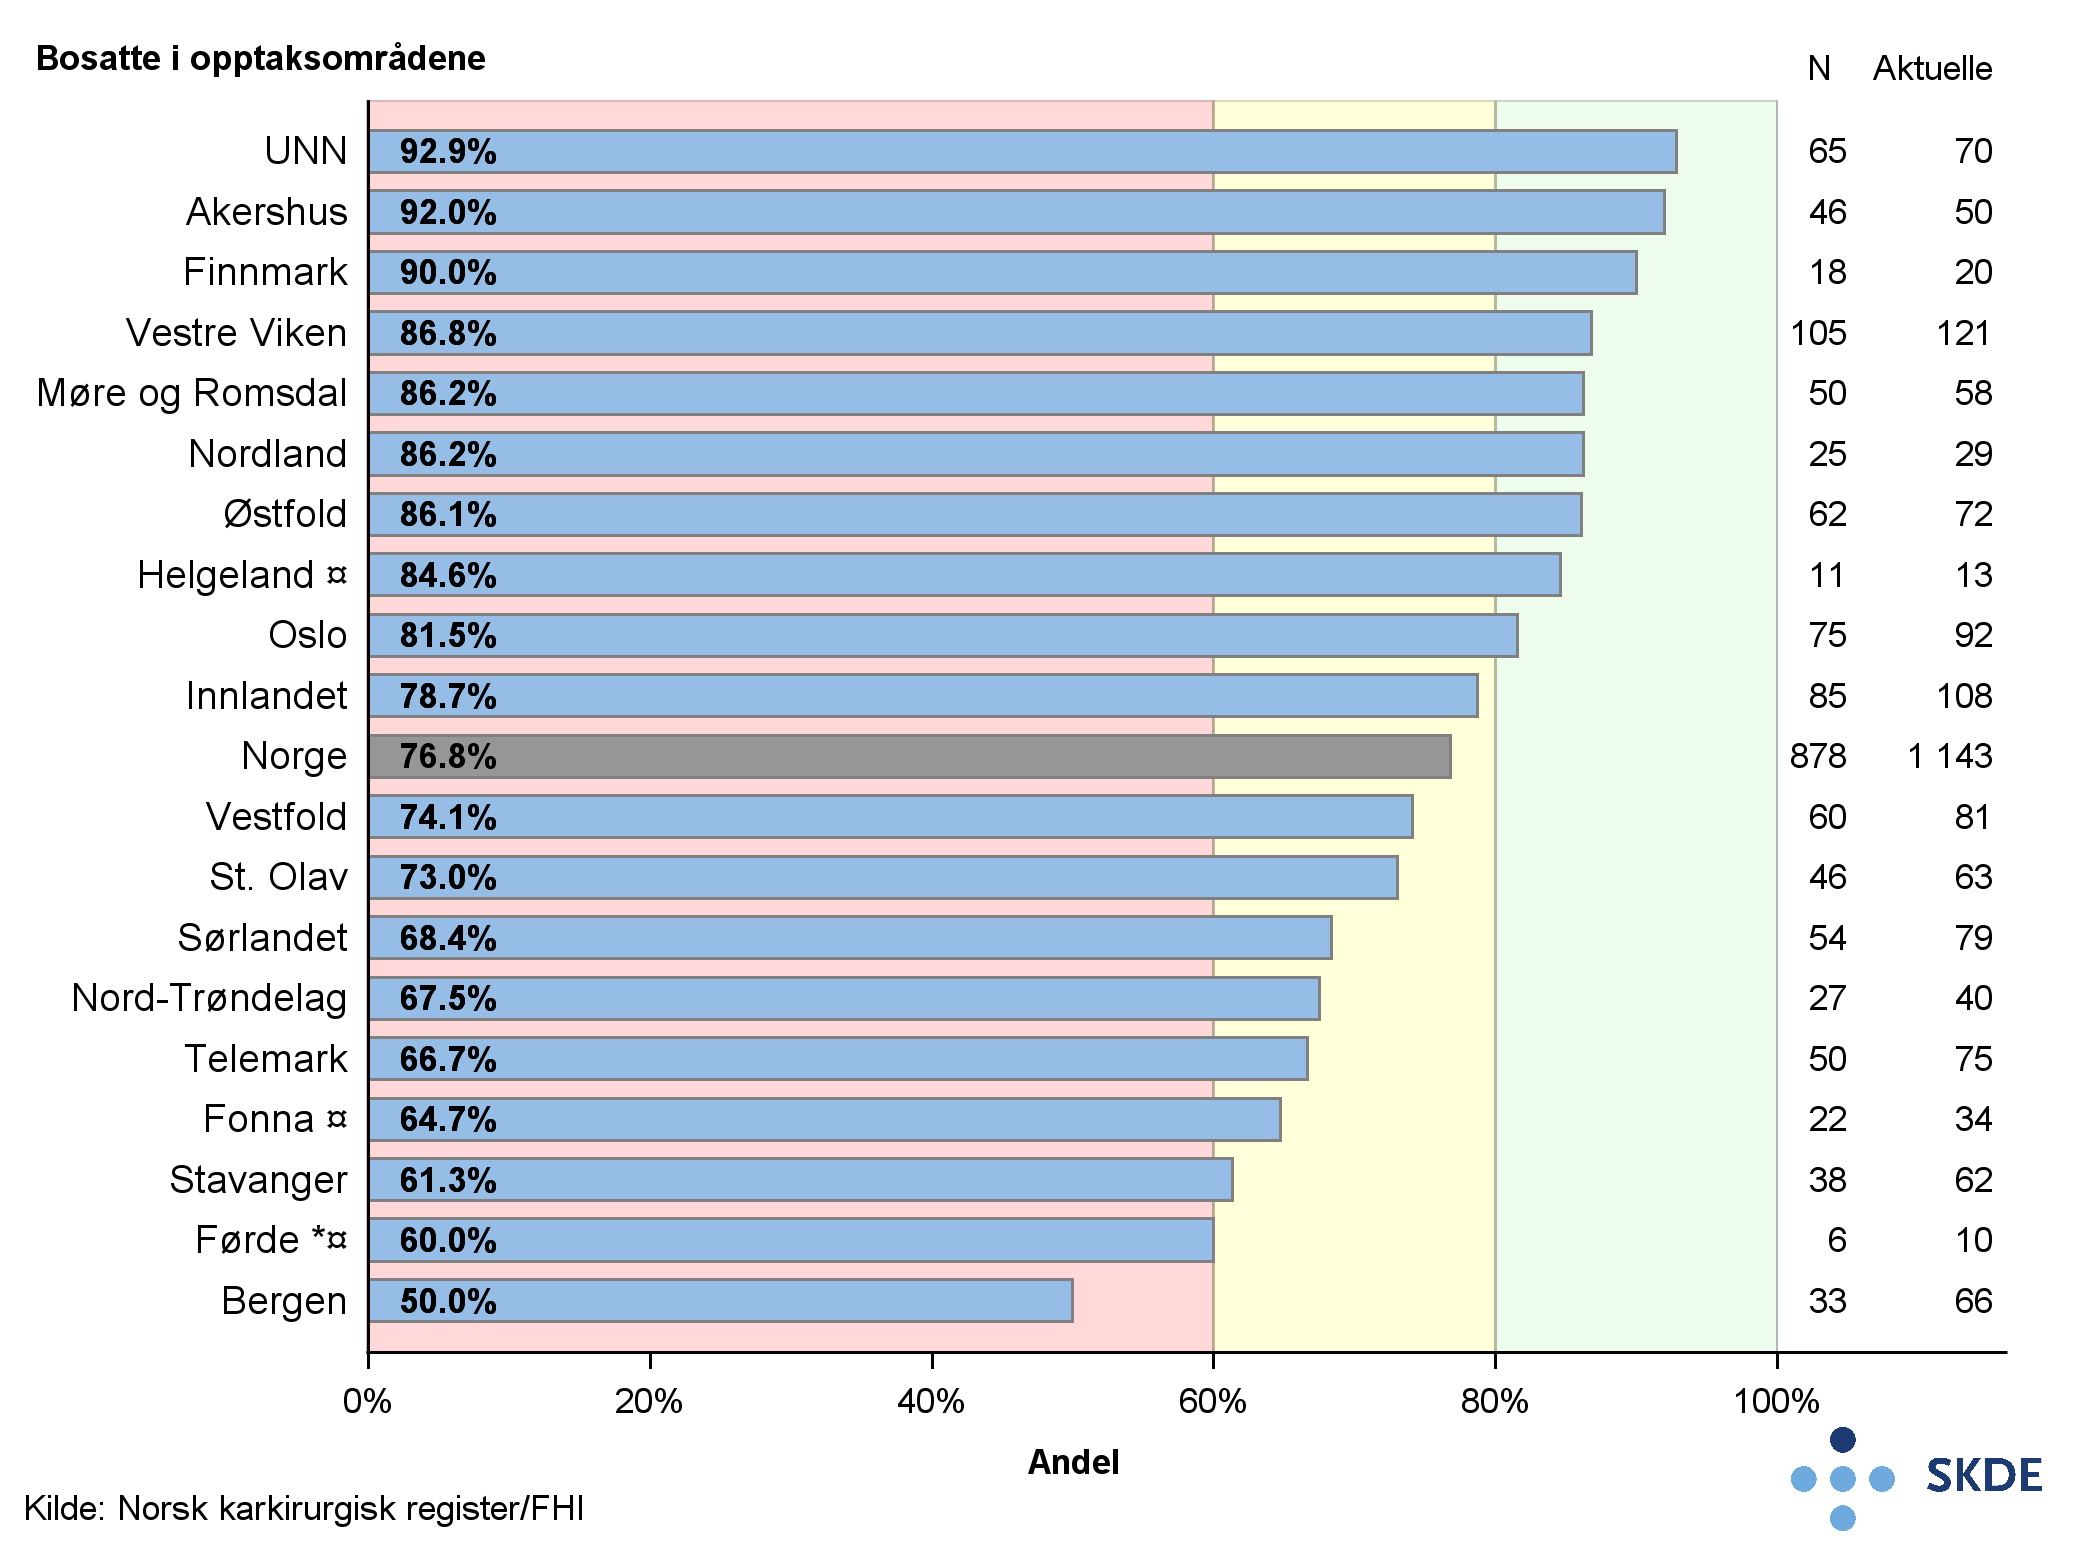 Bosatte i opptaksområdene
N Aktuelle
UNN 92.9% 65 70
Akershus 92.0% 46 50
Finnmark 90.0% 18 20
Vestre Viken 86.8% 105 121
Møre og Romsdal 86.2% 50 58
Nordland 86.2% 25 29
Østfold 86.1% 62 72
Helgeland ¤ 84.6% 11 13
Oslo 81.5% 75 92
Innlandet 78.7% 85 108
Norge 76.8% 878 1 143
Vestfold 74.1% 60 81
St. Olav 73.0% 46 63
Sørlandet 68.4% 54 79
Nord-Trøndelag 67.5% 27 40
Telemark 66.7% 50 75
Fonna ¤ 64.7% 22 34
Stavanger 61.3% 38 62
Førde *¤ 60.0% 6 10
Bergen 50.0% 33 66
0% 20% 40% 60% 80% 100%
Andel
SKDE
Kilde: Norsk karkirurgisk register/FHI